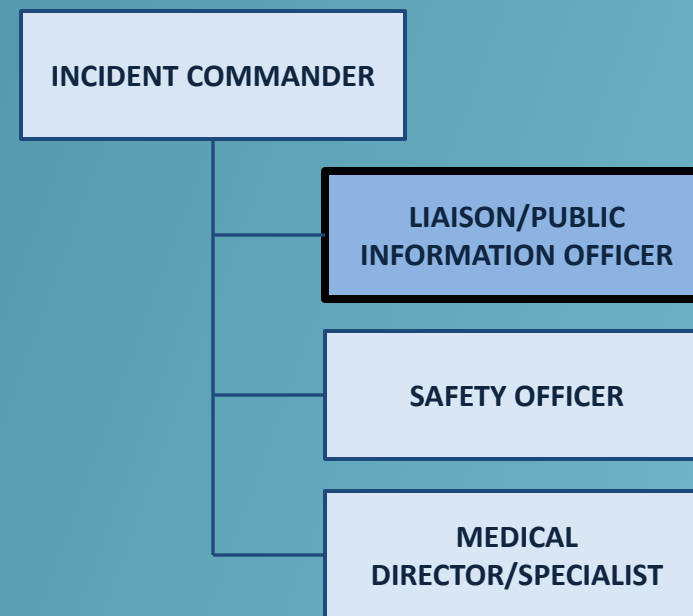 INCIDENT COMMANDER
LIAISON/PUBLIC
INFORMATION OFFICER
SAFETY OFFICER
MEDICAL
DIRECTOR/SPECIALIST